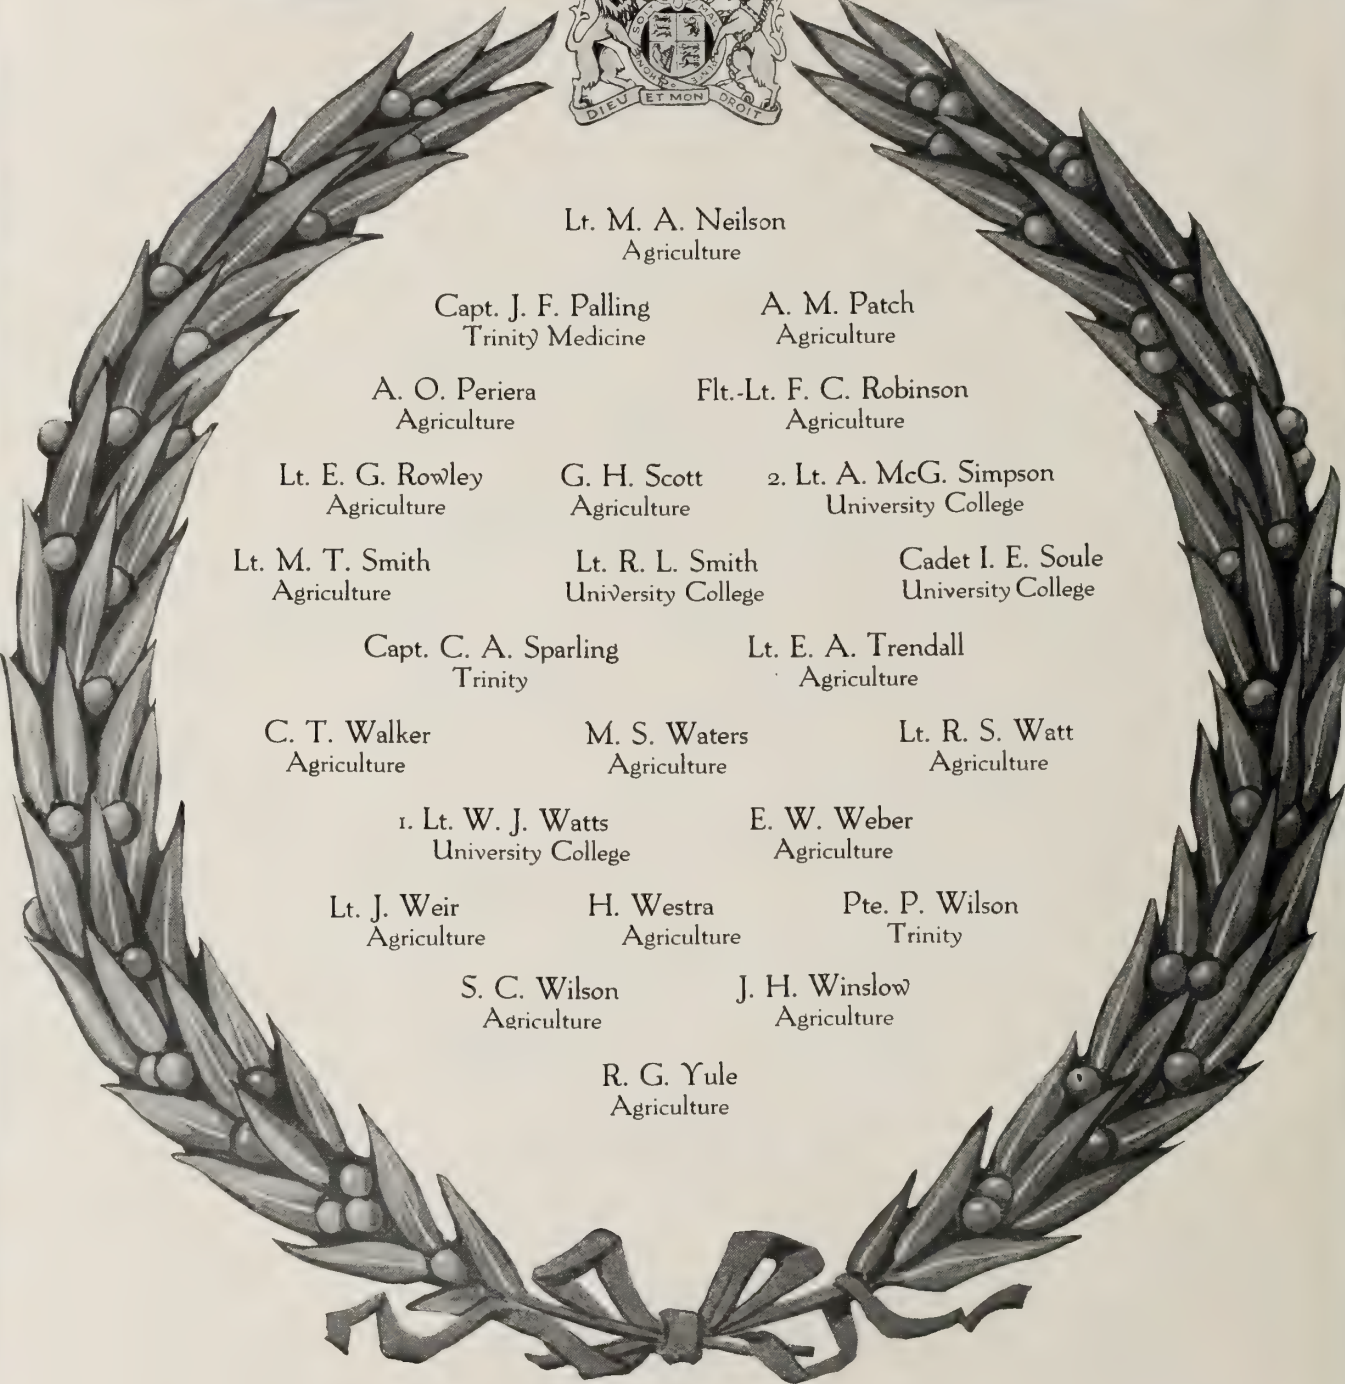 DIEU ET MON DROIT
Lt. M. A. Neilson
Agriculture
Capt. J. F. Palling A. M. Patch
Trinity Medicine Agriculture
A. O. Periera Flt.-Lt. F. C. Robinson
Agriculture Agriculture
Lt. E. G. Rowley G. H. Scott 2. Lt. A. McG. Simpson
Agriculture Agriculture University College
Lt. M. T. Smith Lt. R. L. Smith Cadet I. E. Soule
Agriculture University College University College
Capt. C. A. Sparling Lt. E. A. Trendall
Trinity Agriculture
C. T. Walker M. S. Waters Lt. R. S. Watt
Agriculture Agriculture Agriculture
1. Lt. W. J. Watts E. W. Weber
University College Agriculture
Lt. J. Weir H. Westra Pte. P. Wilson
Agriculture Agriculture Trinity
S. C. Wilson J. H. Winslow
Agriculture Agriculture
R. G. Yule
Agriculture